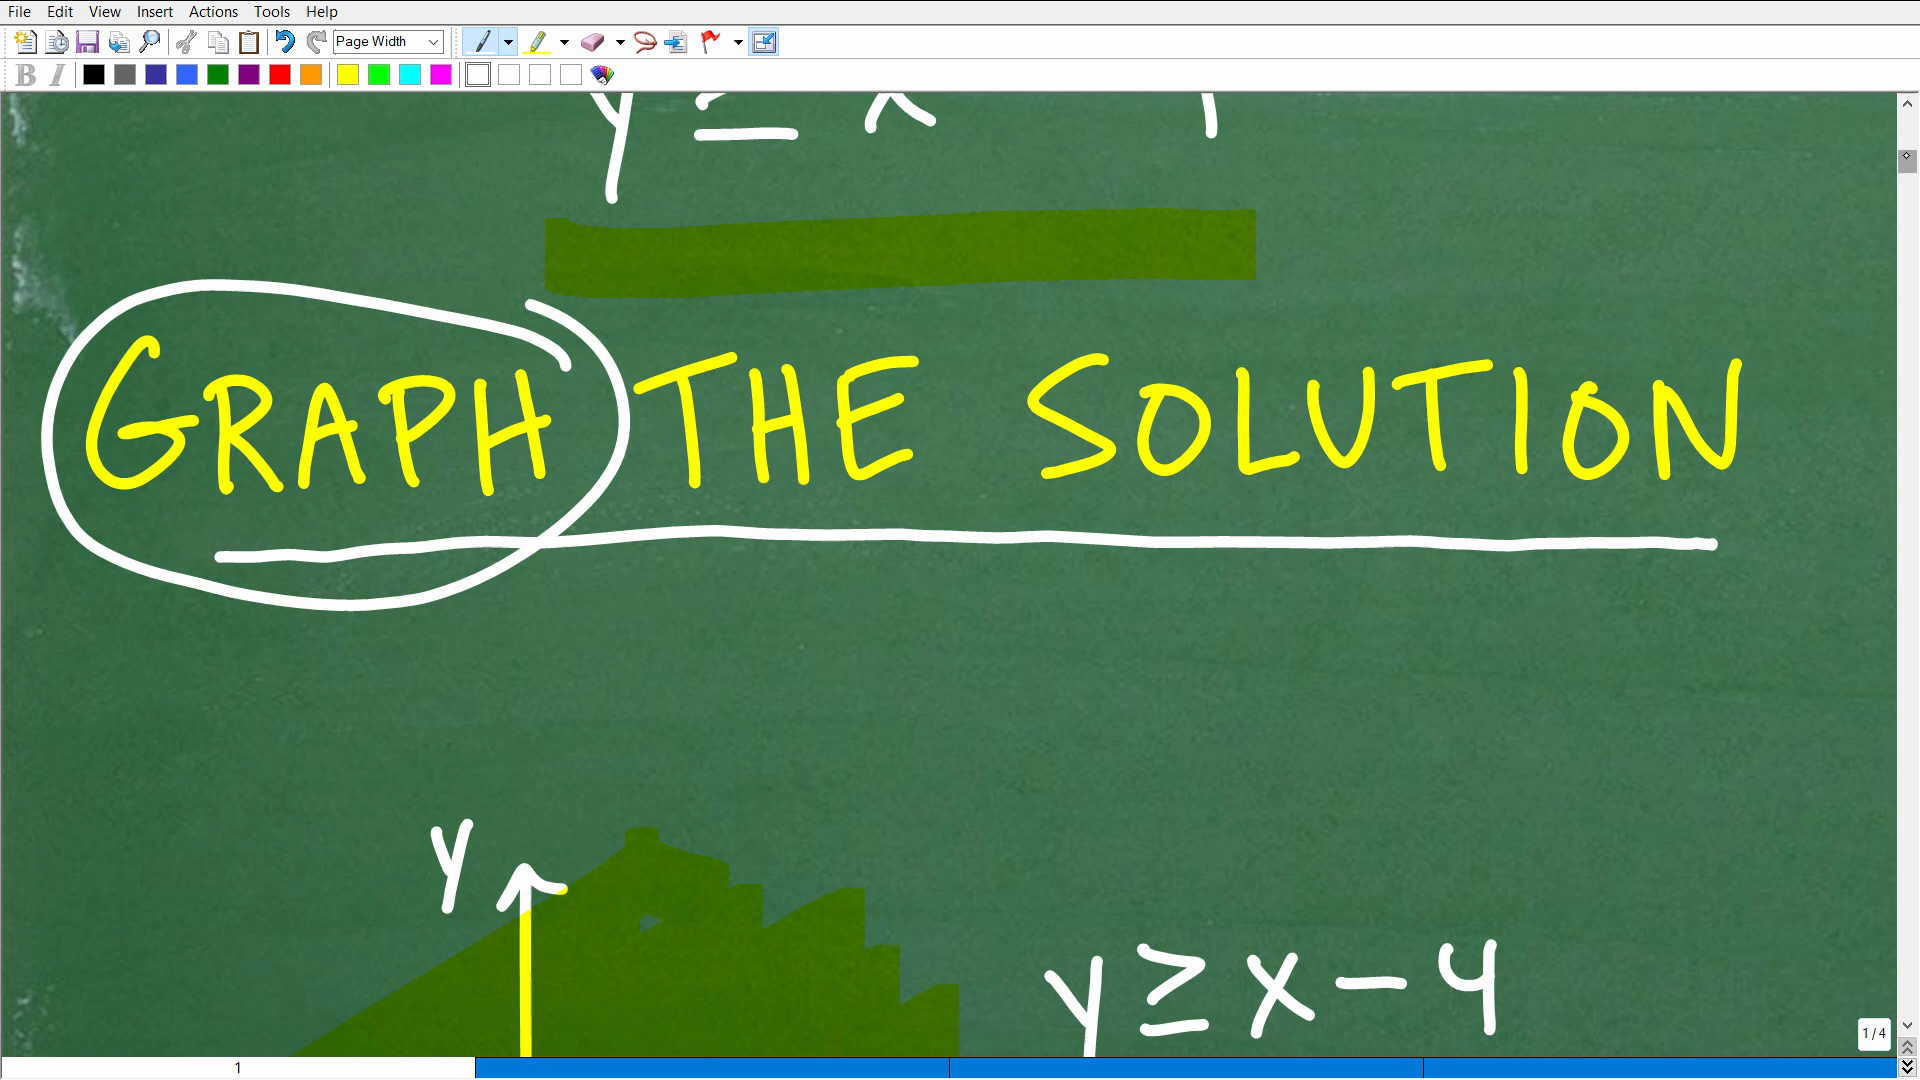 File Edit View Insert Actions Tools Help
Page Width
B I
y ≥ x
GRAPH THE SOLUTION
y
y ≥ x - 4
1 / 4
1